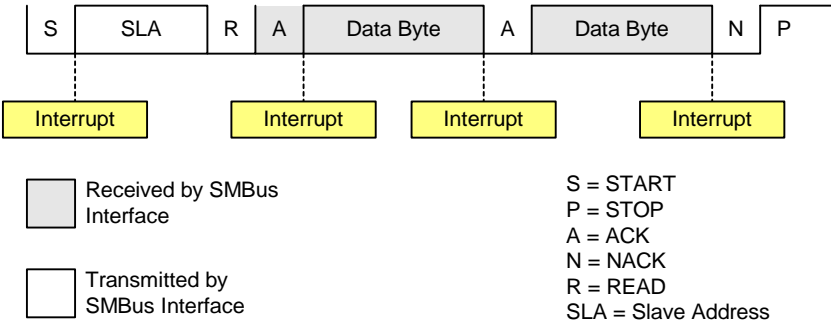 S SLA R A Data Byte A Data Byte N P
Interrupt Interrupt Interrupt Interrupt
Received by SMBus
Interface
Transmitted by
SMBus Interface
S = START
P = STOP
A = ACK
N = NACK
R = READ
SLA = Slave Address